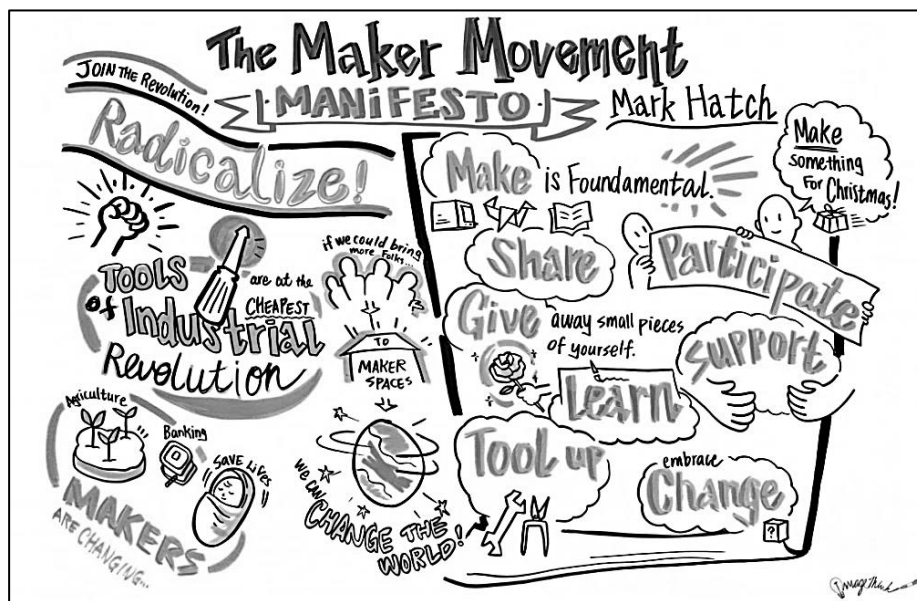 The Maker Movement
MANiFESTO
Mark Hatch
JOIN THE Revolution!
Radicalize!
TOOLS
of Industrial
Revolution
are at the
CHEAPEST
if we could bring
more Folks...
TO
MAKER
SPACES
we can
CHANGE THE
WORLD!
Agriculture
Banking
SAVE Lives
MAKERS
ARE CHANGING...
Make is Foundamental.
Share
Give away small pieces
of yourself.
Learn
Tool up
Make
something
For Christmas!
Participate
Support
embrace
Change
?
ImageThink